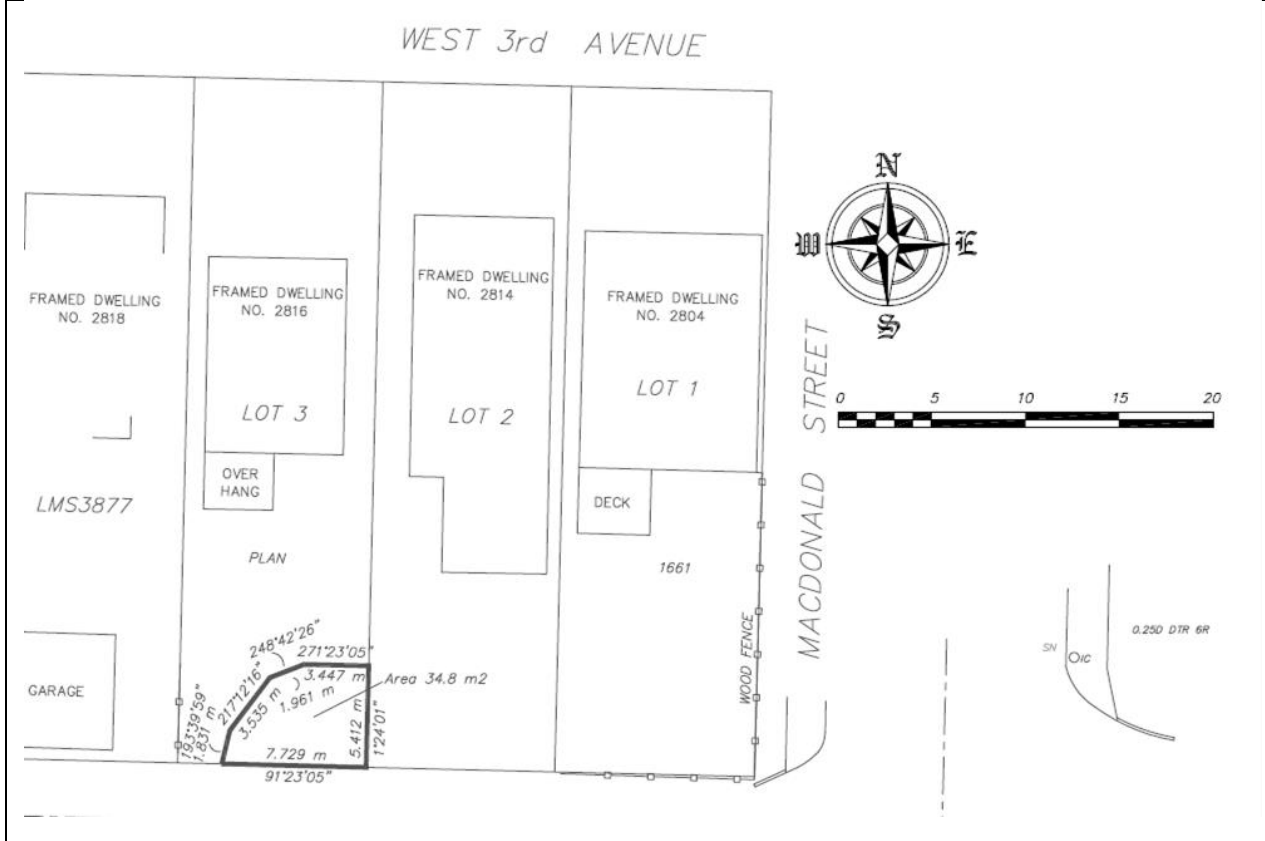 WEST 3rd AVENUE
N
W
E
S
FRAMED DWELLING
NO. 2818
FRAMED DWELLING
NO. 2816
FRAMED DWELLING
NO. 2814
FRAMED DWELLING
NO. 2804
LOT 3
LOT 2
LOT 1
0 5 10 15 20
OVER
HANG
DECK
LMS3877
PLAN
1661
MACDONALD STREET
WOOD FENCE
SN
IC
0.25D DTR 6R
GARAGE
248°42'26"
271°23'05"
3.447 m
Area 34.8 m2
217°12'16"
3.535 m
1.961 m
193°39'59"
1.831 m
5.412 m
1°24'01"
7.729 m
91°23'05"